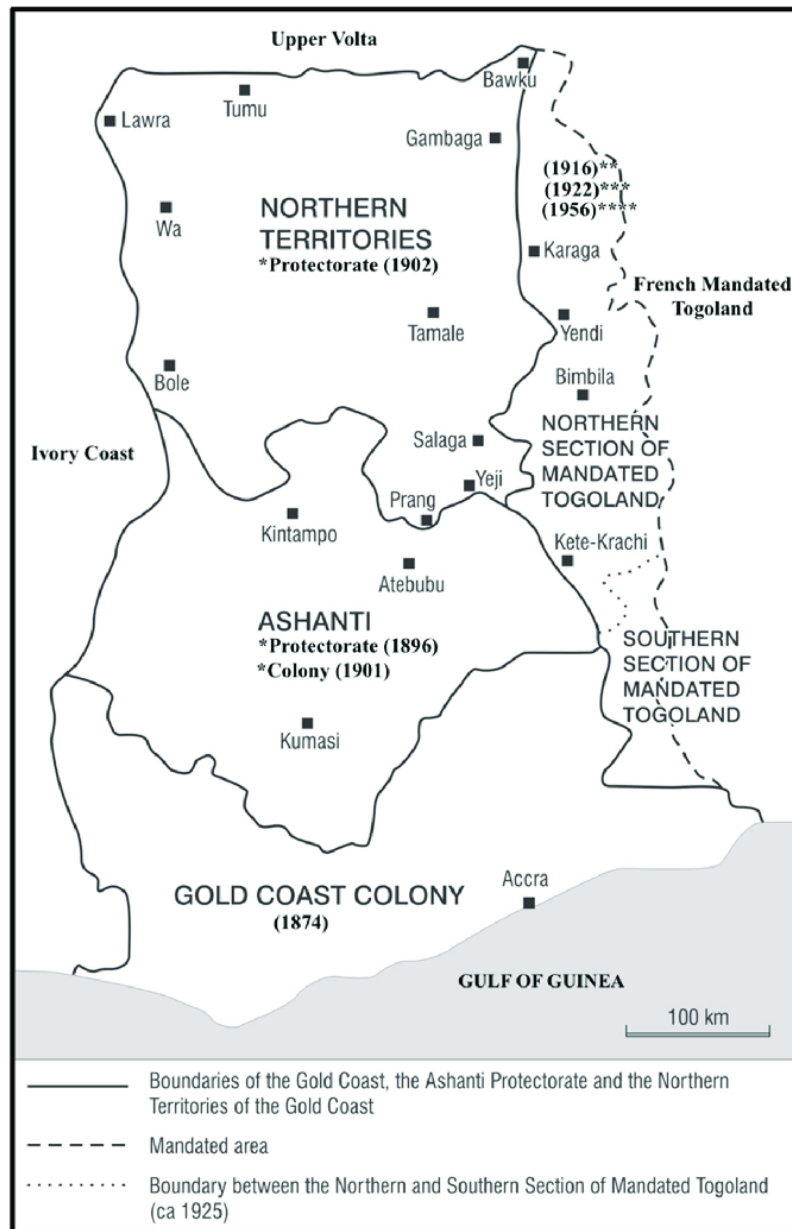 Upper Volta
Bawku
Tumu
Lawra
Gambaga
(1916)**
(1922)***
(1956)****
Wa
NORTHERN
TERRITORIES
*Protectorate (1902)
Karaga
French Mandated
Togoland
Tamale
Yendi
Bole
Bimbila
Ivory Coast
Salaga
NORTHERN
SECTION OF
MANDATED
TOGOLAND
Yeji
Prang
Kintampo
Kete-Krachi
Atebubu
ASHANTI
*Protectorate (1896)
*Colony (1901)
SOUTHERN
SECTION OF
MANDATED
TOGOLAND
Kumasi
Accra
GOLD COAST COLONY
(1874)
GULF OF GUINEA
100 km
Boundaries of the Gold Coast, the Ashanti Protectorate and the Northern
Territories of the Gold Coast
Mandated area
Boundary between the Northern and Southern Section of Mandated Togoland
(ca 1925)